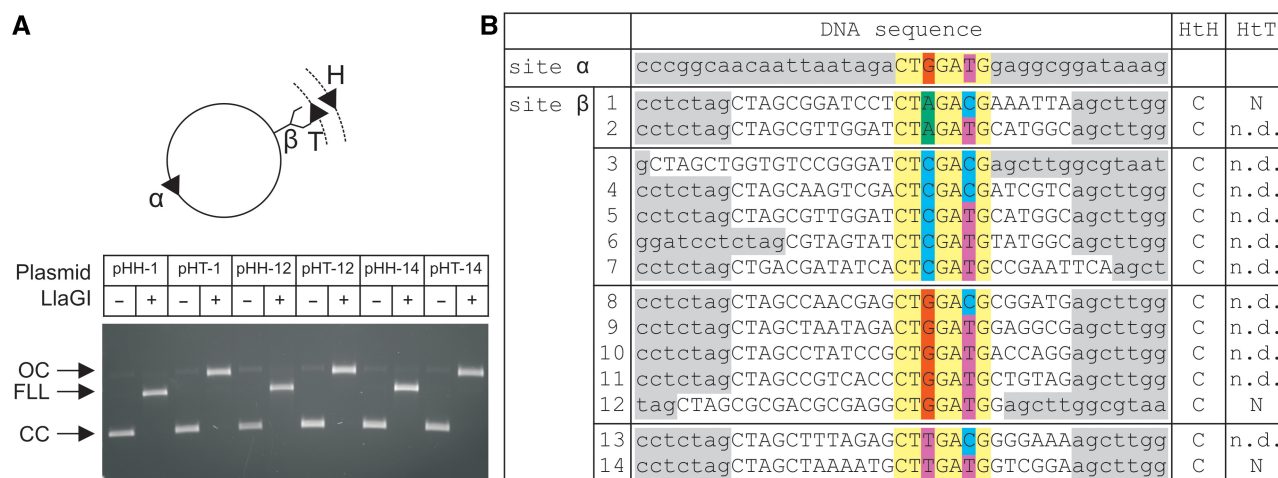 A
H
β T
α
Plasmid pHH-1 pHT-1 pHH-12 pHT-12 pHH-14 pHT-14
LlaGI – + – + – + – + – + – +
OC
FLL
CC
B
DNA sequence HtH HtT
site α cccggcaacaattaatagaCTGGATGgaggcggataaag
site β 1 cctctagCTAGCGGATCCTCTAGACGAAATTAagcttgg C N
2 cctctagCTAGCGTTGGATCTAGATGCATGGCagcttgg C n.d.
3 gCTAGCTGGTGTCCGGGATCTCGACGagcttggcgtaat C n.d.
4 cctctagCTAGCAAGTCGACTCGACGATCGTCagcttgg C n.d.
5 cctctagCTAGCGTTGGATCTCGATGCATGGCagcttgg C n.d.
6 ggatcctctagCGTAGTATCTCGATGTATGGCagcttgg C n.d.
7 cctctagCTGACGATATCACTCGATGCCGAATTCAagct C n.d.
8 cctctagCTAGCCAACGAGCTGGACGCGGATGagcttgg C n.d.
9 cctctagCTAGCTAATAGACTGGATGGAGGCGagcttgg C n.d.
10 cctctagCTAGCCTATCCGCTGGATGACCAGGagcttgg C n.d.
11 cctctagCTAGCCGTCACCCTGGATGCTGTAGagcttgg C n.d.
12 tagCTAGCGCGACGCGAGGCTGGATGGagcttggcgtaa C N
13 cctctagCTAGCTTTAGAGCTTGACGGGGAAAagcttgg C n.d.
14 cctctagCTAGCTAAAATGCTTGATGGTCGGAagcttgg C N